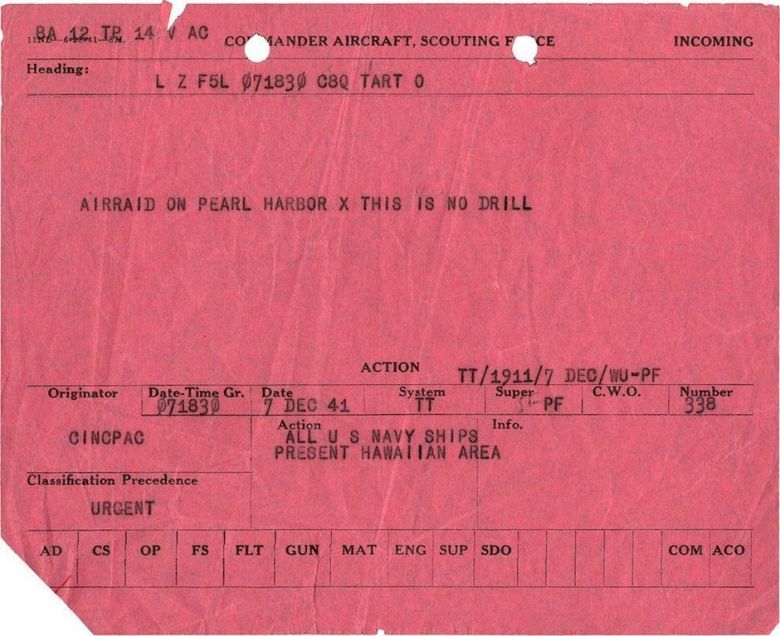 BA 12 TP 14 V AC
COMMANDER AIRCRAFT, SCOUTING F CE
INCOMING
Heading:
L Z F5L 071830 C8Q TART O
AIRRAID ON PEARL HARBOR X THIS IS NO DRILL
ACTION
TT/1911/7 DEC/WU-PF
Originator Date-Time Gr. Date System Super C.W.O. Number
071830 7 DEC 41 TT PF 338
CINCPAC
Action
Info.
ALL U S NAVY SHIPS
PRESENT HAWAIIAN AREA
Classification Precedence
URGENT
AD CS OP FS FLT GUN MAT ENG SUP SDO COM ACO